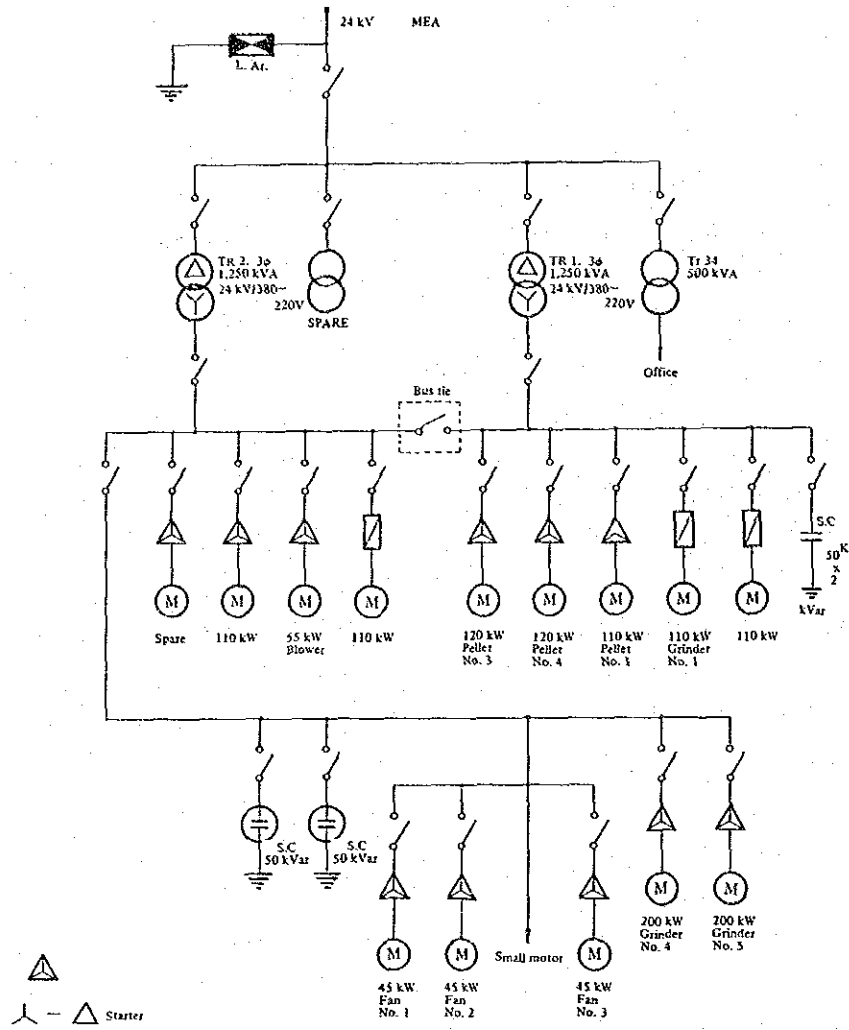 24 kV MEA
L. Ar.
TR 2. 3φ
1,250 kVA
24 kV/380~
220V
SPARE
TR 1. 3φ
1,250 kVA
24 kV/380~
220V
Tr 34
500 kVA
Office
Bus tie
S.C
50K
x
2
kVar
M
M
M
M
M
M
M
M
M
Spare
110 kW
55 kW
Blower
110 kW
120 kW
Pellet
No. 3
120 kW
Pellet
No. 4
110 kW
Pellet
No. 1
110 kW
Grinder
No. 1
110 kW
S.C
50 kVar
S.C
50 kVar
M
M
200 kW
Grinder
No. 4
200 kW
Grinder
No. 3
M
M
Small motor
M
45 kW
Fan
No. 1
45 kW
Fan
No. 2
45 kW
Fan
No. 3
Starter